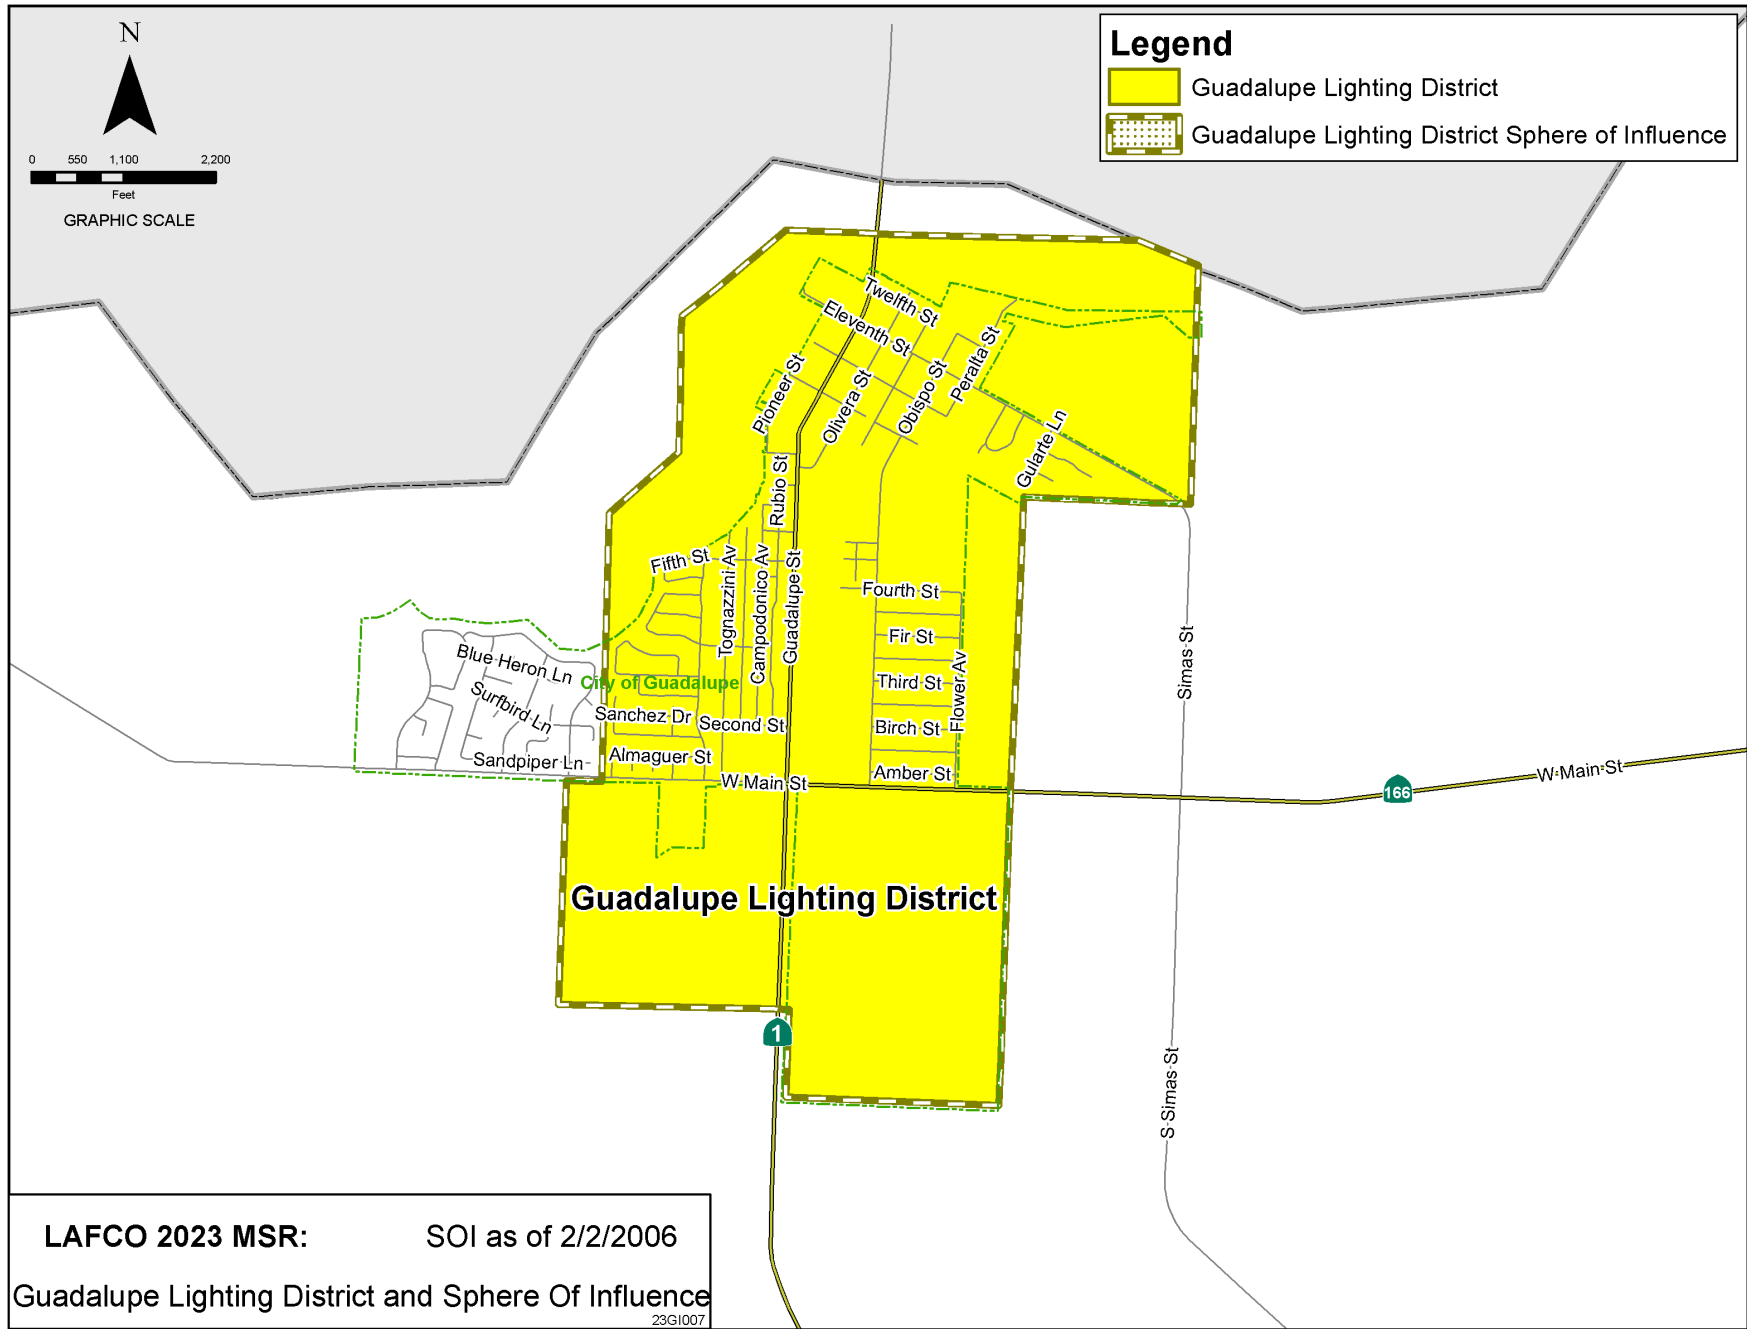 N
0 550 1,100 2,200
Feet
GRAPHIC SCALE
Legend
Guadalupe Lighting District
Guadalupe Lighting District Sphere of Influence
Twelfth St
Eleventh St
Peralta St
Pioneer St
Olivera St
Obispo St
Gularte Ln
Rubio St
Fifth St
Tognazzini Av
Campodonico Av
Guadalupe St
Fourth St
Fir St
Third St
Flower Av
Birch St
Amber St
Simas St
Blue Heron Ln
City of Guadalupe
Surfbird Ln
Sanchez Dr
Second St
Sandpiper Ln
Almaguer St
W Main St
W Main St
166
Guadalupe Lighting District
1
S Simas St
LAFCO 2023 MSR: SOI as of 2/2/2006
Guadalupe Lighting District and Sphere Of Influence
23GI007